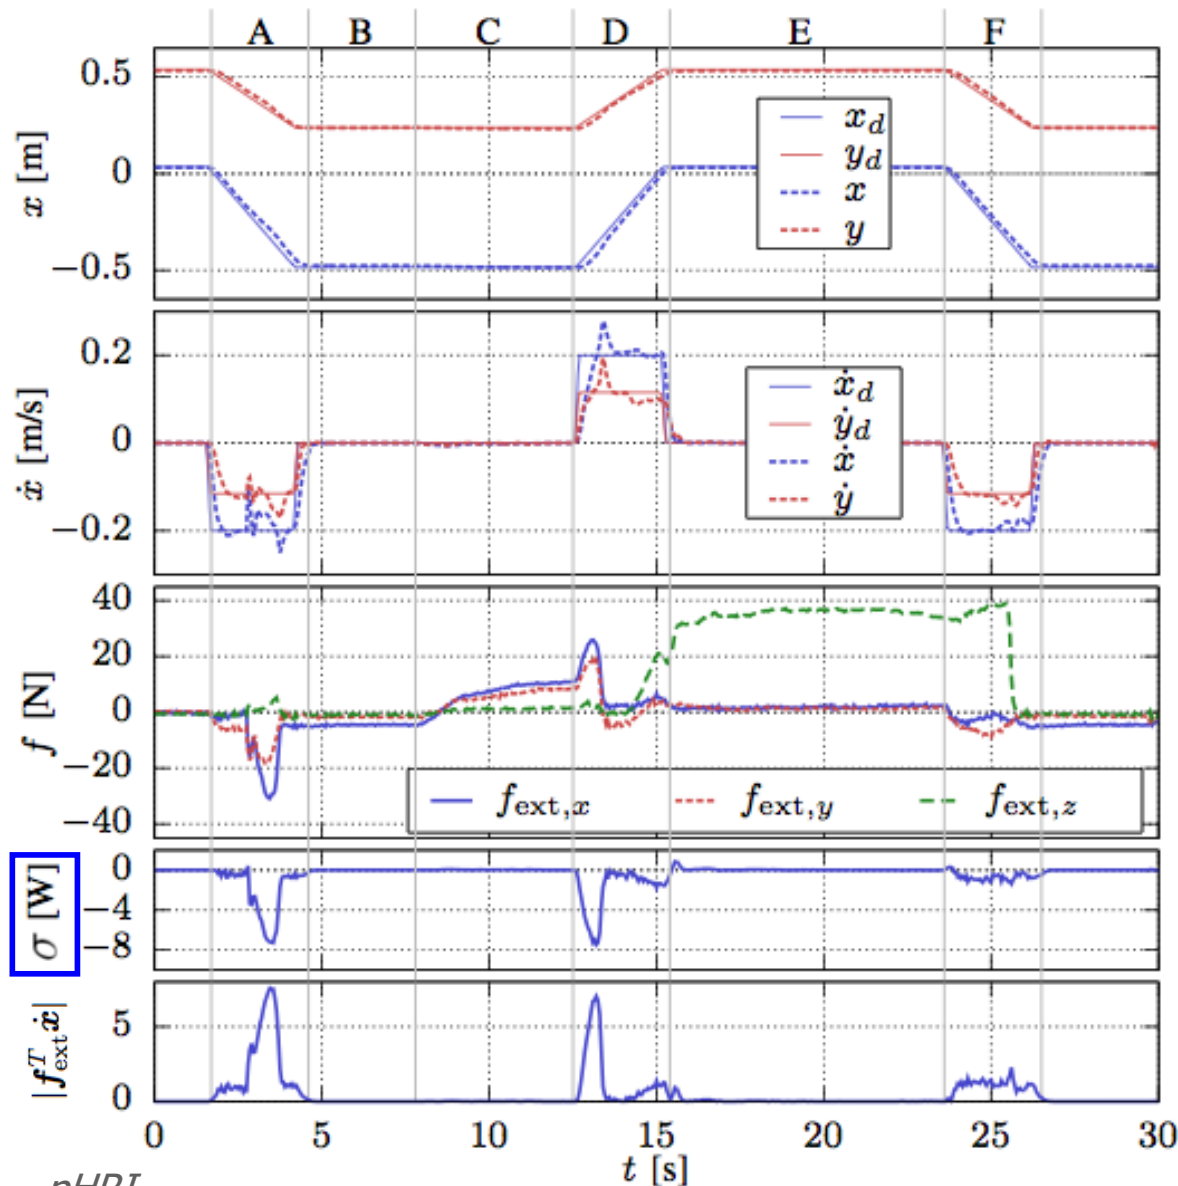 A B C D E F
x [m]
0.5
0
−0.5
x_d
y_d
x
y
ẋ [m/s]
0.2
0
−0.2
ẋ_d
ẏ_d
ẋ
ẏ
f [N]
40
20
0
−20
−40
f_ext,x f_ext,y f_ext,z
σ [W]
0
−4
−8
|f_ext^T ẋ|
5
0
0 5 10 15 20 25 30
t [s]